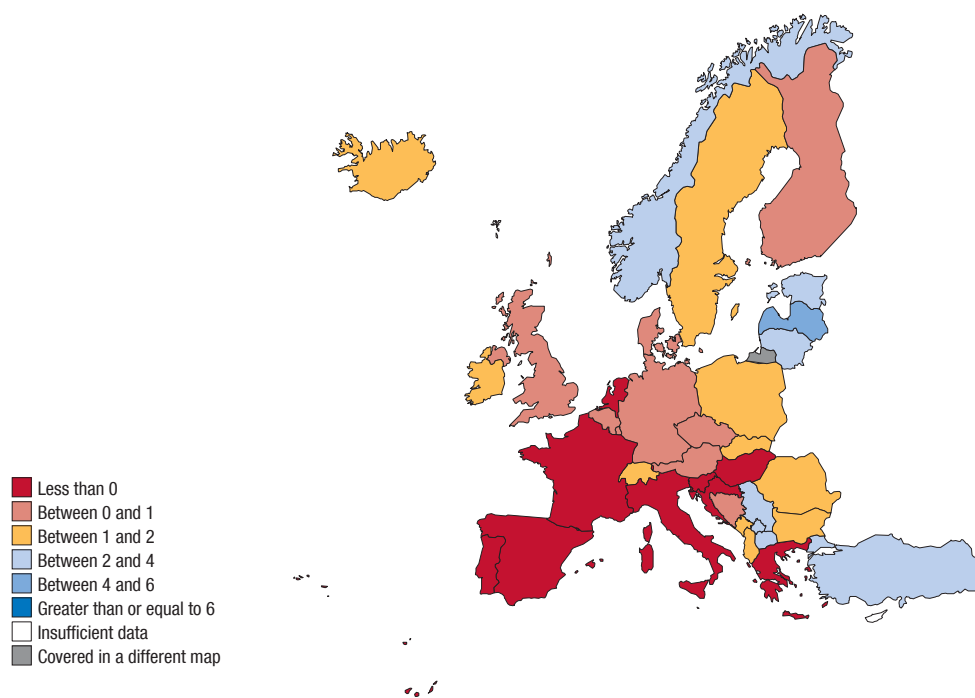 Less than 0
Between 0 and 1
Between 1 and 2
Between 2 and 4
Between 4 and 6
Greater than or equal to 6
Insufficient data
Covered in a different map